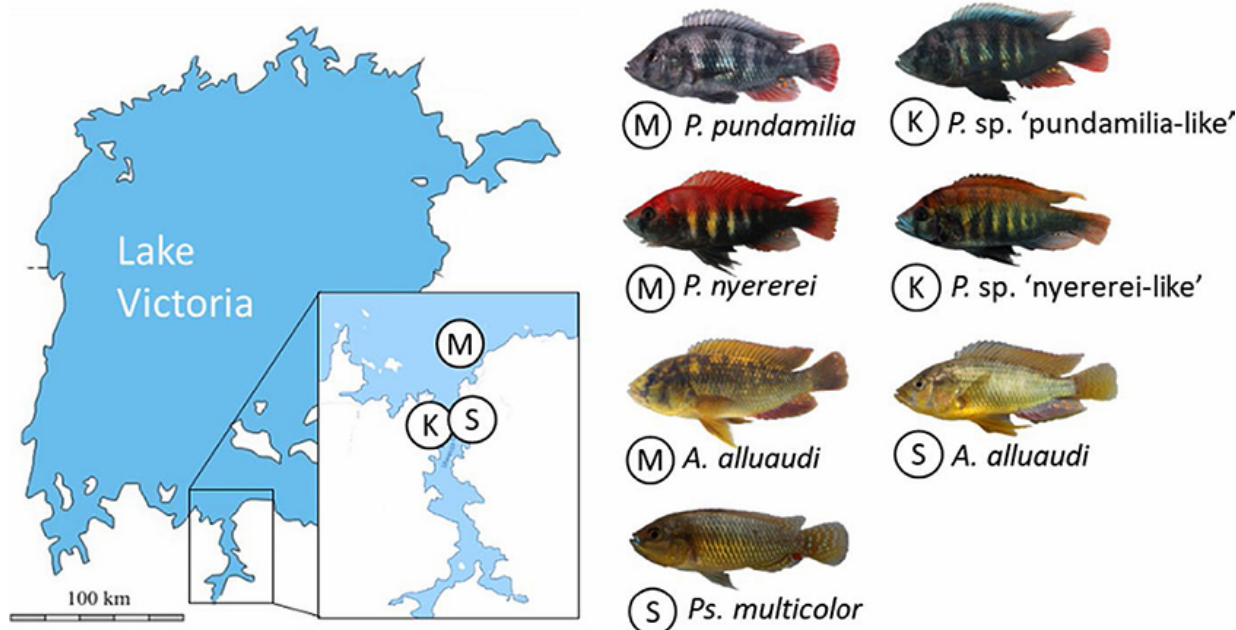 Lake
Victoria
100 km
M
K
S
M P. pundamilia
K P. sp. 'pundamilia-like'
M P. nyererei
K P. sp. 'nyererei-like'
M A. alluaudi
S A. alluaudi
S Ps. multicolor